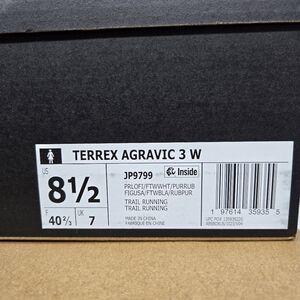 TERREX AGRAVIC 3 W
US
8½
F
40⅔
UK
7
JP9799
Inside
PRLOFI/FTWWHT/PURRUB
FIGUSA/FTWBLA/RUBPUR
TRAIL RUNNING
TRAIL RUNNING
MADE IN CHINA
FABRIQUÉ EN CHINE
1 97614 35935 5